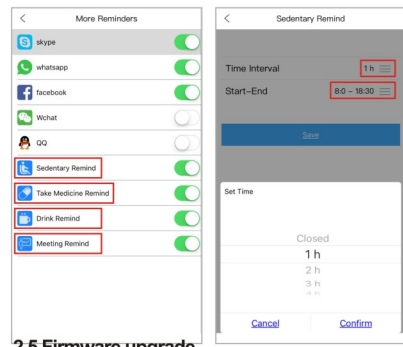 More Reminders
skype
whatsapp
facebook
Wchat
QQ
Sedentary Remind
Take Medicine Remind
Drink Remind
Meeting Remind
Sedentary Remind
Time Interval 1 h
Start-End 8:0 - 18:30
Save
Set Time
Closed
1 h
2 h
3 h
Cancel Confirm
2.5 Firmware upgrade